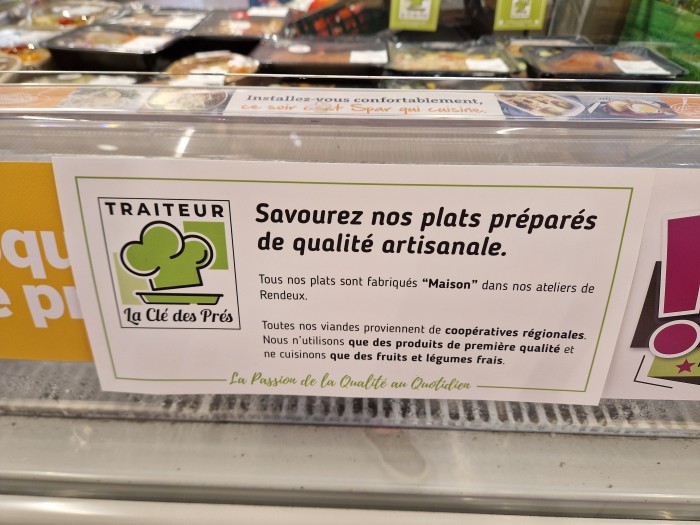 Installez-vous confortablement,
ce soir c'est Spar qui cuisine.
TRAITEUR
La Clé des Prés
Savourez nos plats préparés
de qualité artisanale.
Tous nos plats sont fabriqués “Maison” dans nos ateliers de
Rendeux.
Toutes nos viandes proviennent de coopératives régionales.
Nous n'utilisons que des produits de première qualité et
ne cuisinons que des fruits et légumes frais.
La Passion de la Qualité au Quotidien